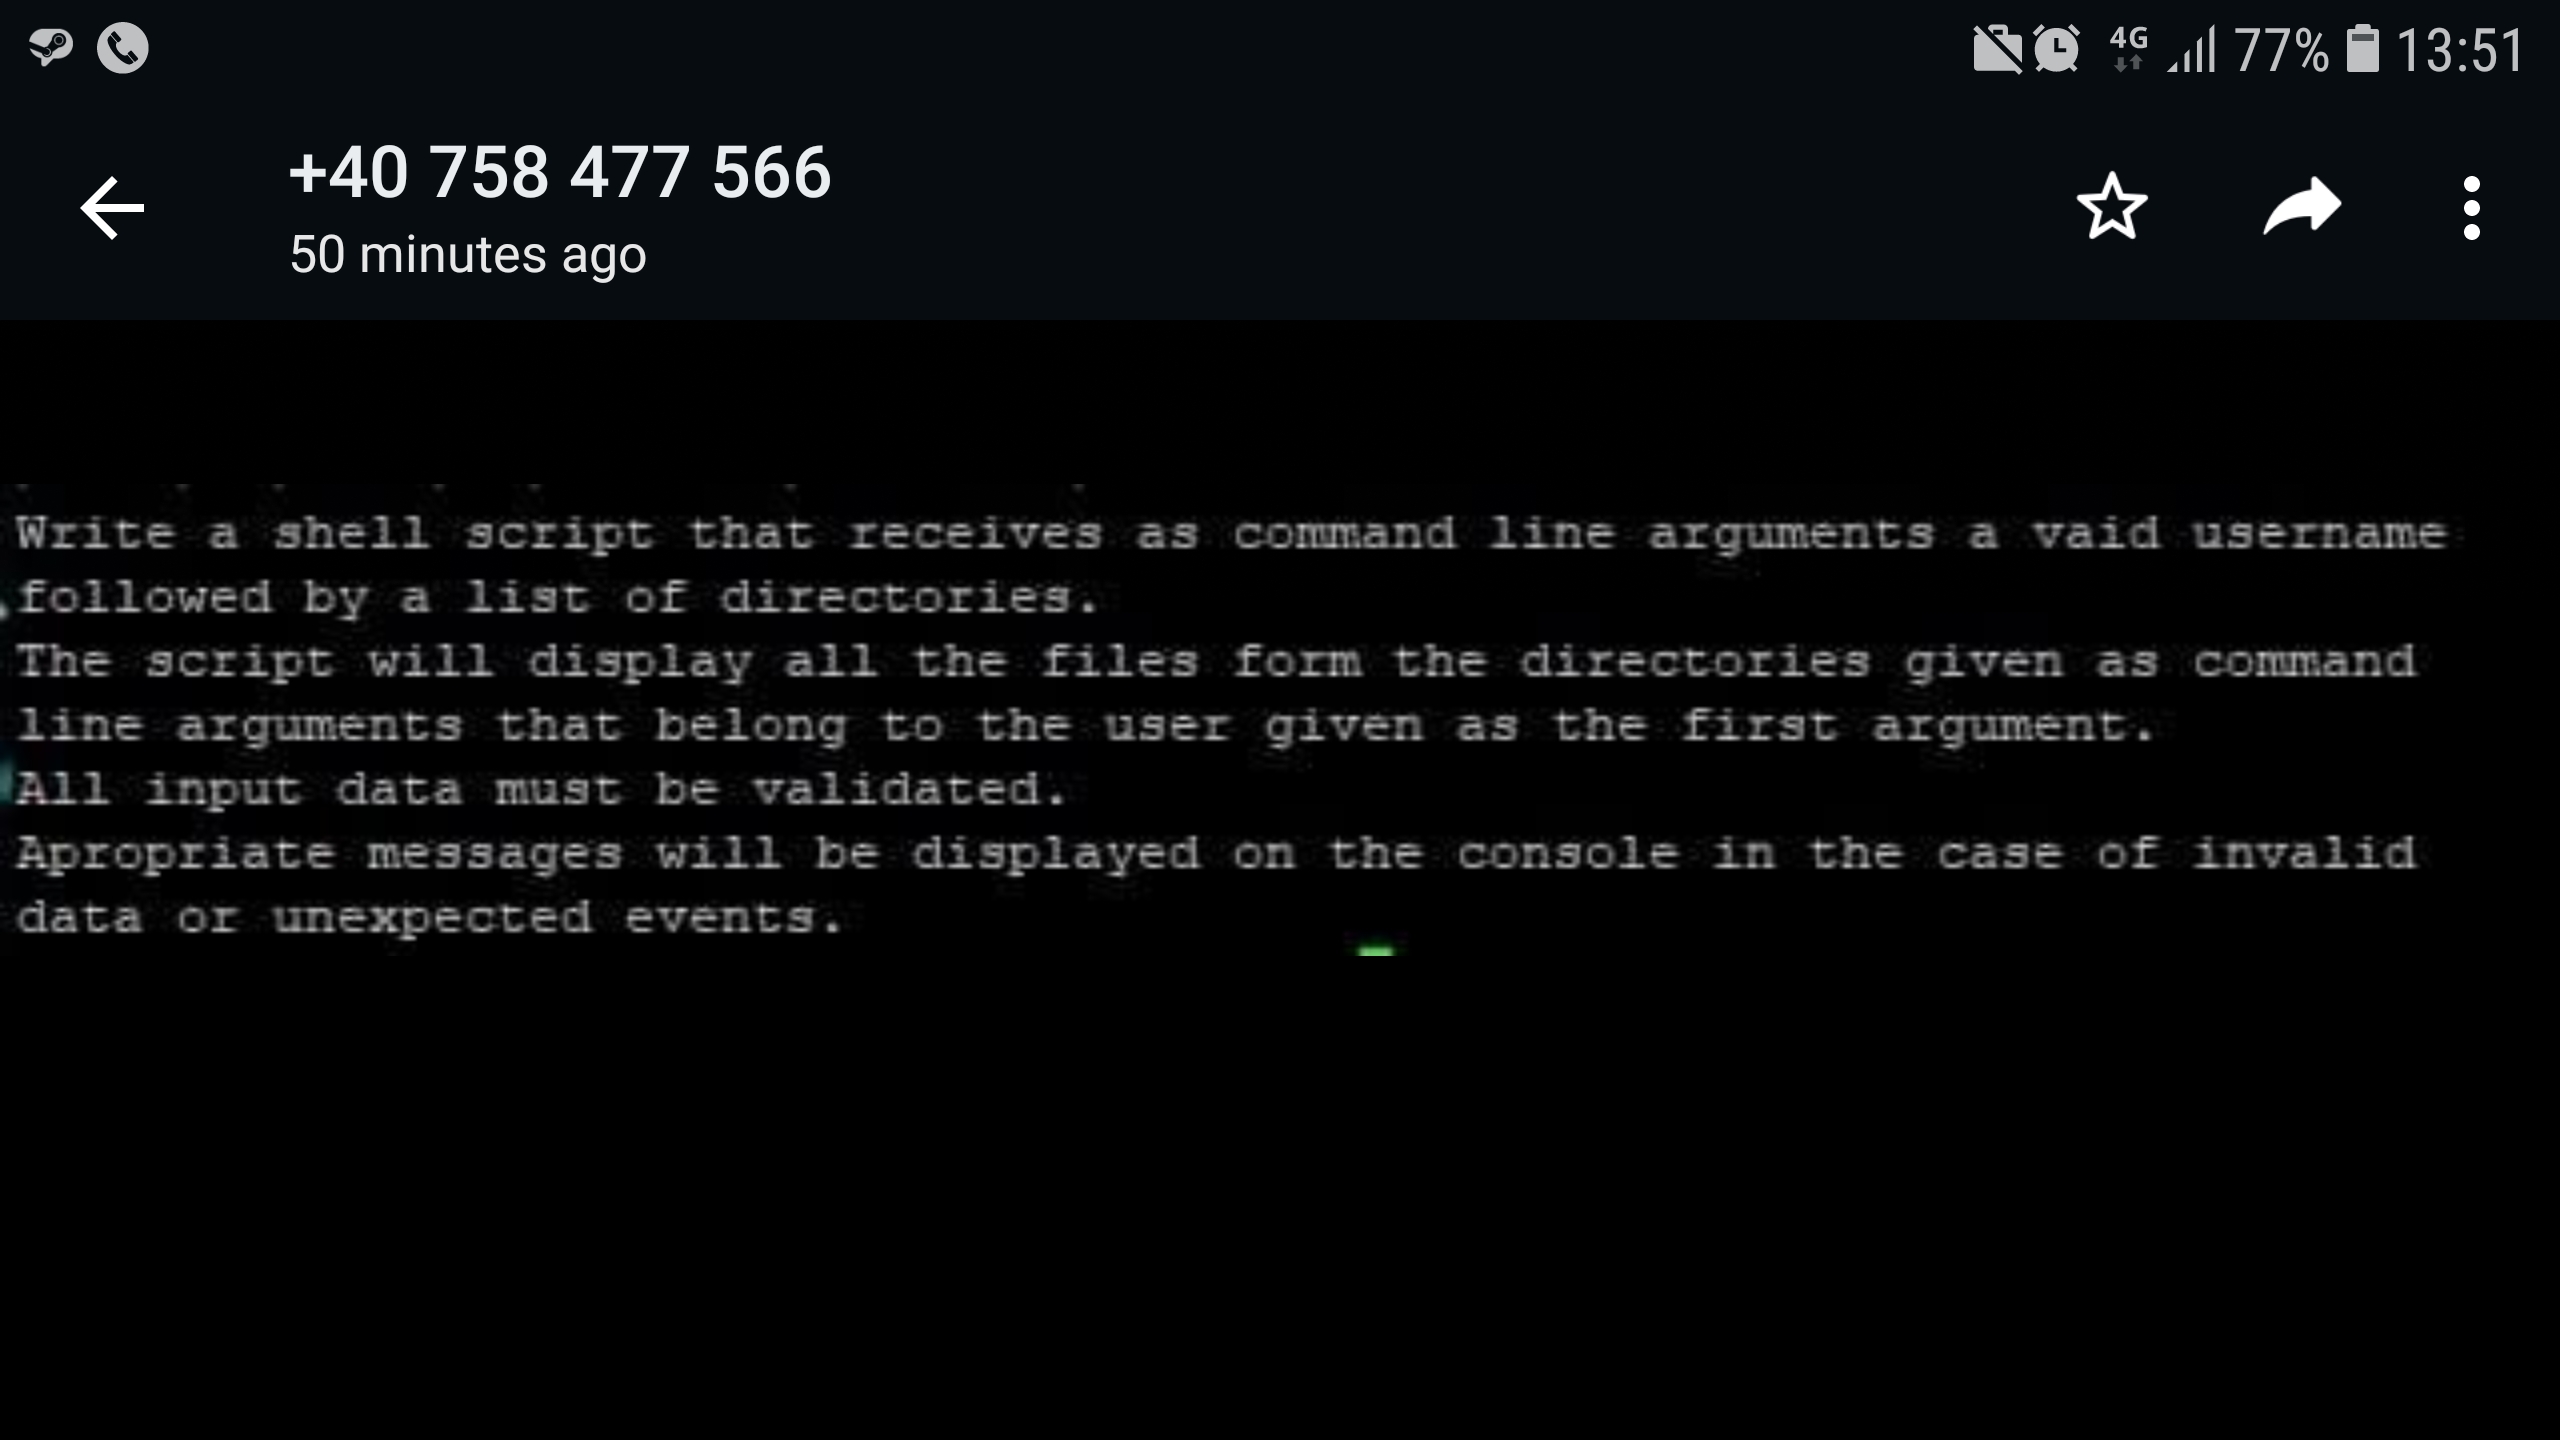 4G 77% 13:51
+40 758 477 566
50 minutes ago
Write a shell script that receives as command line arguments a vaid username
followed by a list of directories.
The script will display all the files form the directories given as command
line arguments that belong to the user given as the first argument.
All input data must be validated.
Apropriate messages will be displayed on the console in the case of invalid
data or unexpected events.